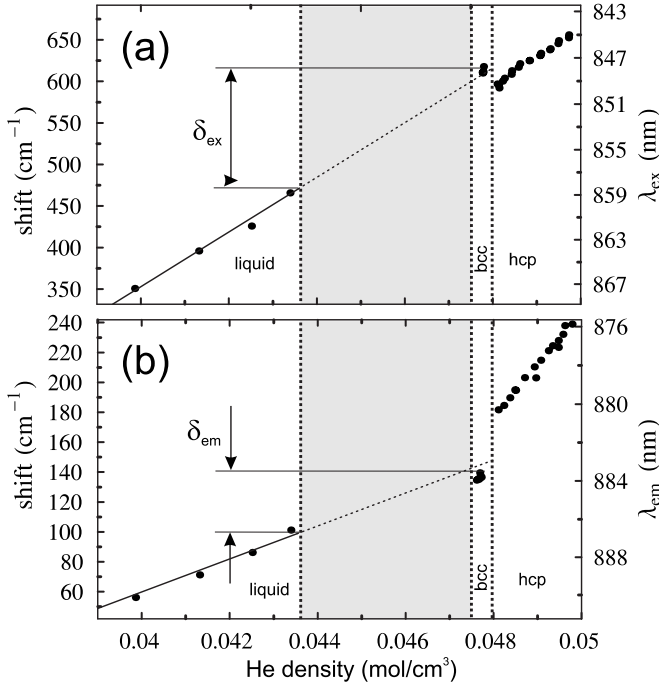 (a)
shift (cm⁻¹)
650
600
550
500
450
400
350
δex
liquid
bcc
hcp
843
847
851
855
859
863
867
λex (nm)
(b)
shift (cm⁻¹)
240
220
200
180
160
140
120
100
80
60
δem
liquid
bcc
hcp
876
880
884
888
λem (nm)
0.04 0.042 0.044 0.046 0.048 0.05
He density (mol/cm³)